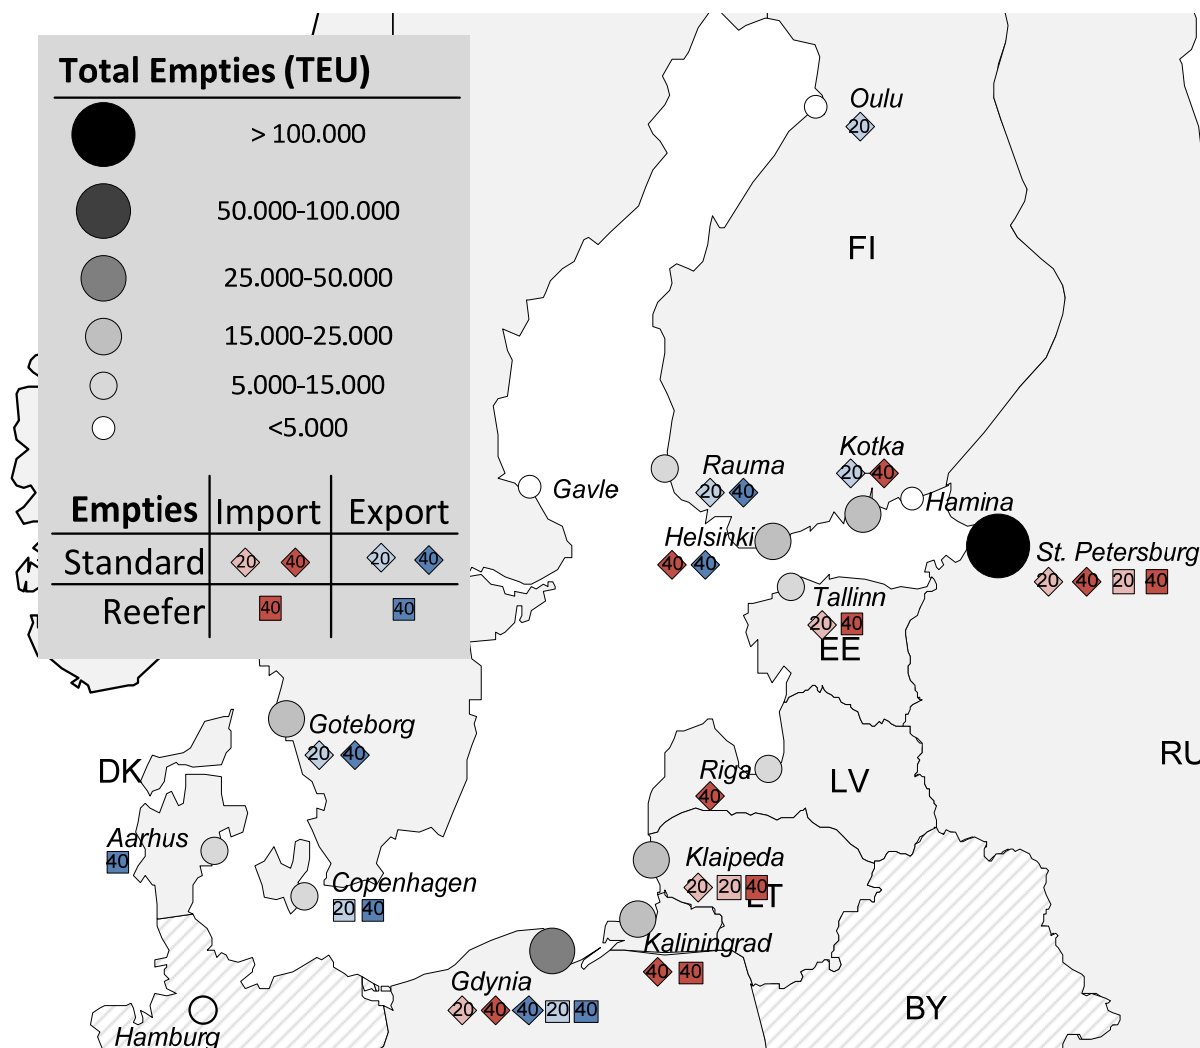 Total Empties (TEU)
> 100.000
50.000-100.000
25.000-50.000
15.000-25.000
5.000-15.000
<5.000
Empties Import Export
Standard 20 40 20 40
Reefer 40 40
Oulu
20
FI
Kotka
20 40
Rauma
20 40
Gavle
Hamina
Helsinki
40 40
St. Petersburg
20 40 20 40
Tallinn
20 40
EE
Goteborg
20 40
DK
RU
Riga
40
LV
Aarhus
40
Klaipeda
20 20 40
LT
Copenhagen
20 40
Kaliningrad
40 40
Gdynia
20 40 40 20 40
BY
Hamburg